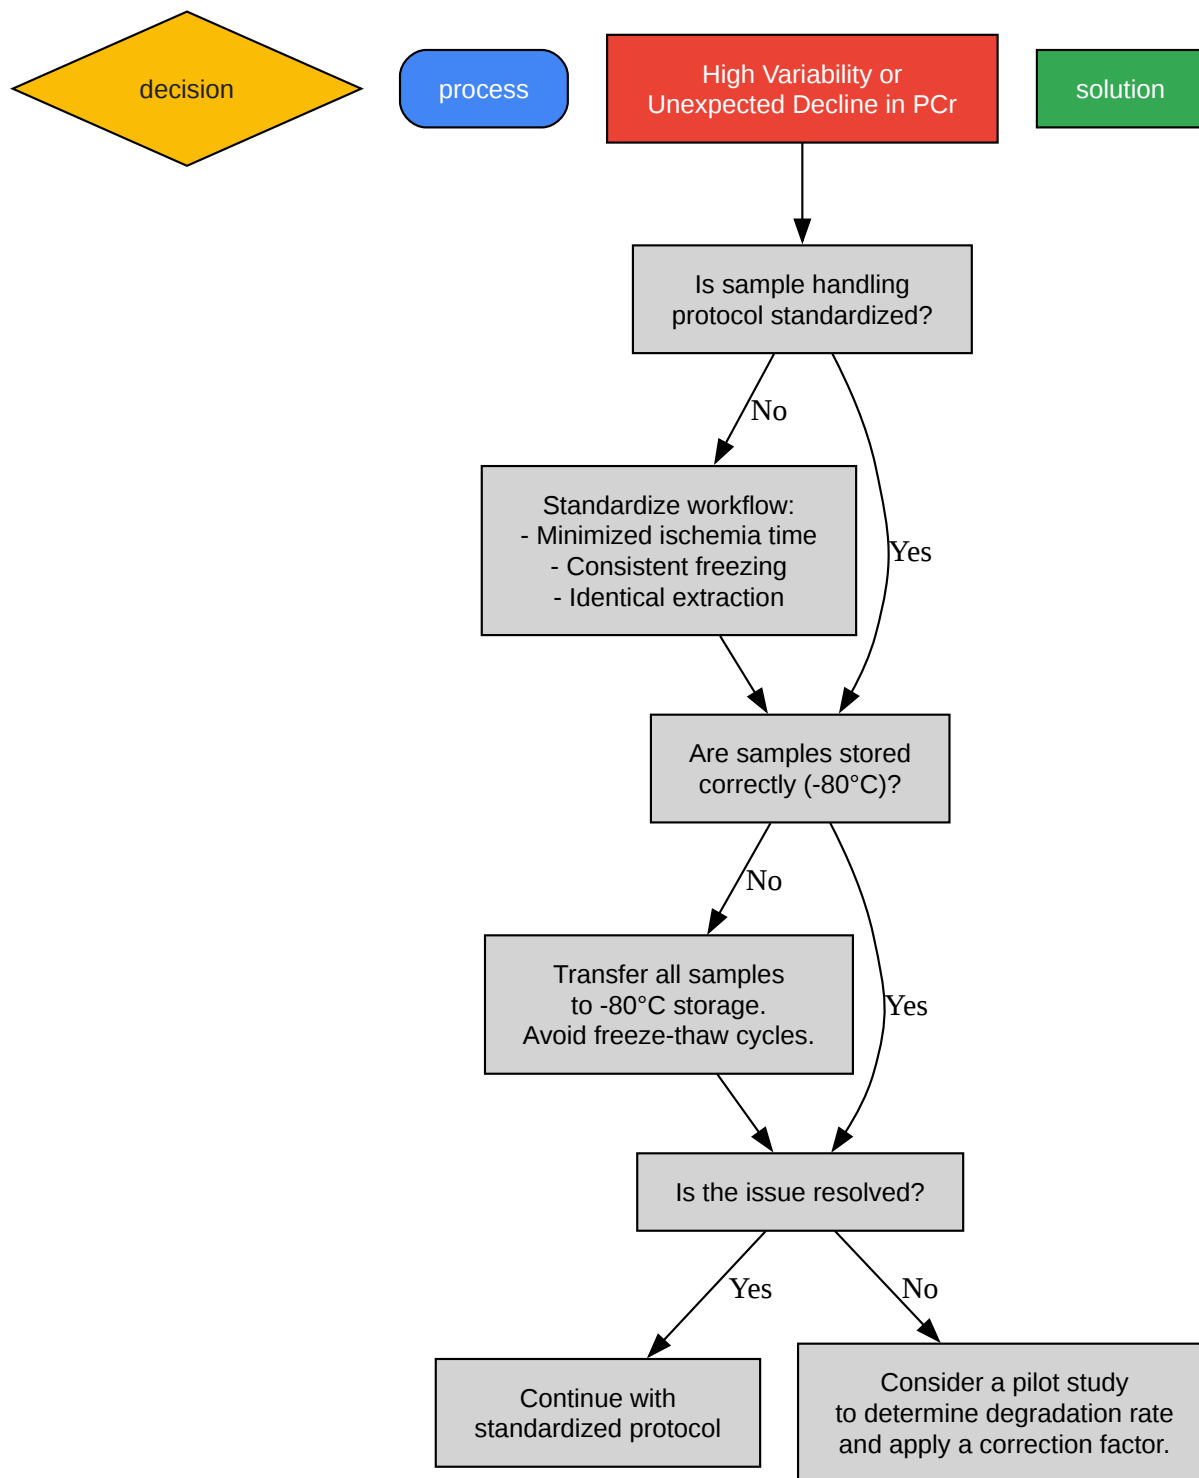 decision
process
High Variability or
Unexpected Decline in PCr
solution
Is sample handling
protocol standardized?
No
Standardize workflow:
- Minimized ischemia time
- Consistent freezing
- Identical extraction
Yes
Are samples stored
correctly (-80°C)?
No
Transfer all samples
to -80°C storage.
Avoid freeze-thaw cycles.
Yes
Is the issue resolved?
Yes
No
Continue with
standardized protocol
Consider a pilot study
to determine degradation rate
and apply a correction factor.